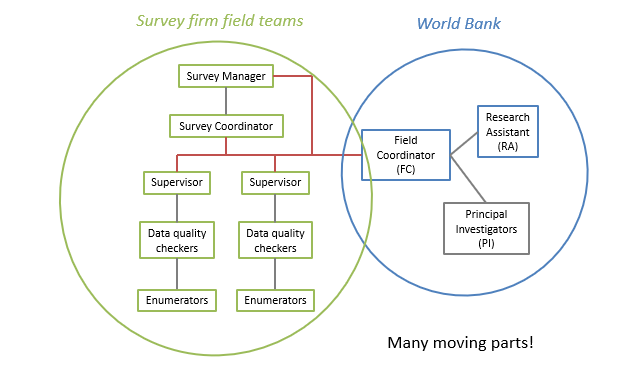 Survey firm field teams
World Bank
Survey Manager
Survey Coordinator
Field
Coordinator
(FC)
Research
Assistant
(RA)
Supervisor
Supervisor
Principal
Investigators
(PI)
Data quality
checkers
Data quality
checkers
Enumerators
Enumerators
Many moving parts!